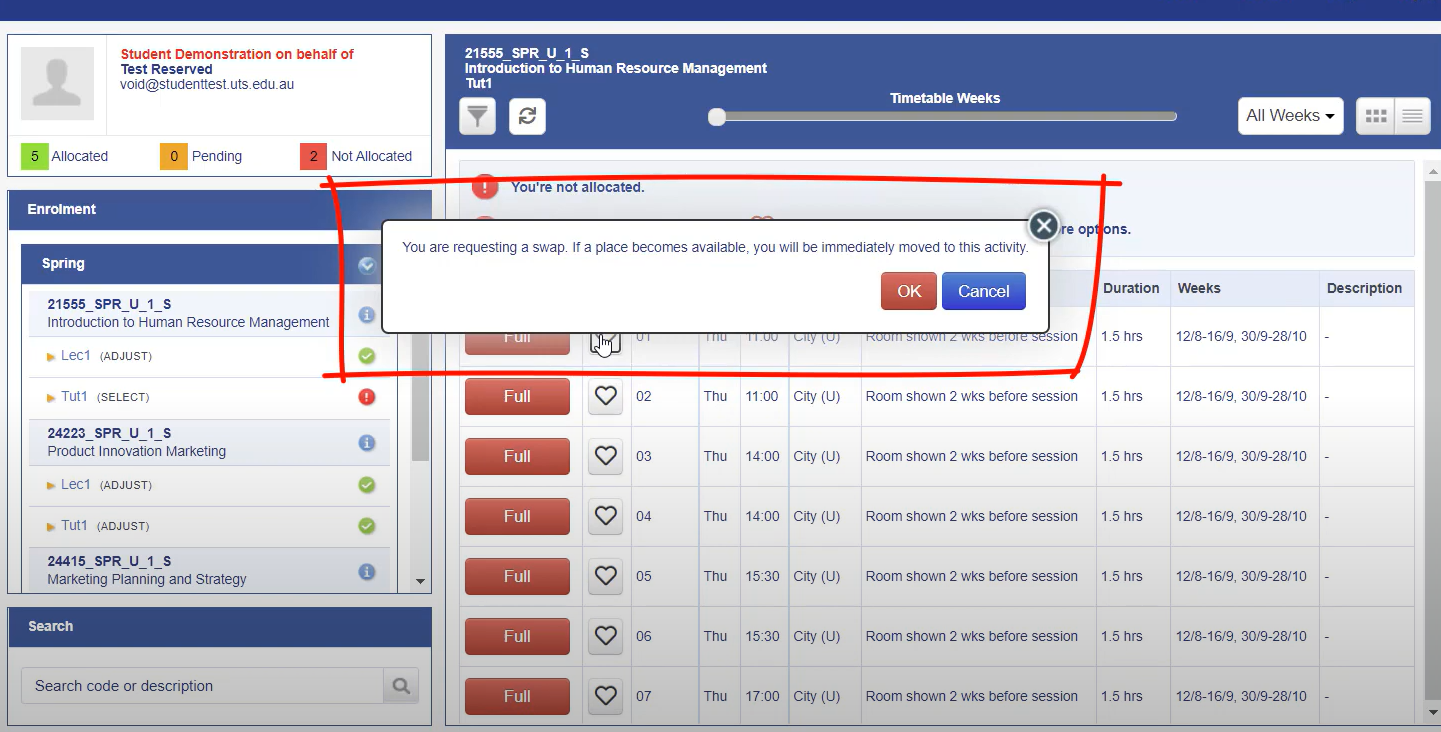 Student Demonstration on behalf of
Test Reserved
void@studenttest.uts.edu.au
5 Allocated 0 Pending 2 Not Allocated
Enrolment
Spring
21555_SPR_U_1_S
Introduction to Human Resource Management
Lec1 (ADJUST)
Tut1 (SELECT)
24223_SPR_U_1_S
Product Innovation Marketing
Lec1 (ADJUST)
Tut1 (ADJUST)
24415_SPR_U_1_S
Marketing Planning and Strategy
Search
Search code or description
21555_SPR_U_1_S
Introduction to Human Resource Management
Tut1
Timetable Weeks
All Weeks
You're not allocated.
options.
You are requesting a swap. If a place becomes available, you will be immediately moved to this activity.
OK Cancel
Duration Weeks Description
Full 01 Thu 11:00 City (U) Room shown 2 wks before session 1.5 hrs 12/8-16/9, 30/9-28/10 -
Full 02 Thu 11:00 City (U) Room shown 2 wks before session 1.5 hrs 12/8-16/9, 30/9-28/10 -
Full 03 Thu 14:00 City (U) Room shown 2 wks before session 1.5 hrs 12/8-16/9, 30/9-28/10 -
Full 04 Thu 14:00 City (U) Room shown 2 wks before session 1.5 hrs 12/8-16/9, 30/9-28/10 -
Full 05 Thu 15:30 City (U) Room shown 2 wks before session 1.5 hrs 12/8-16/9, 30/9-28/10 -
Full 06 Thu 15:30 City (U) Room shown 2 wks before session 1.5 hrs 12/8-16/9, 30/9-28/10 -
Full 07 Thu 17:00 City (U) Room shown 2 wks before session 1.5 hrs 12/8-16/9, 30/9-28/10 -